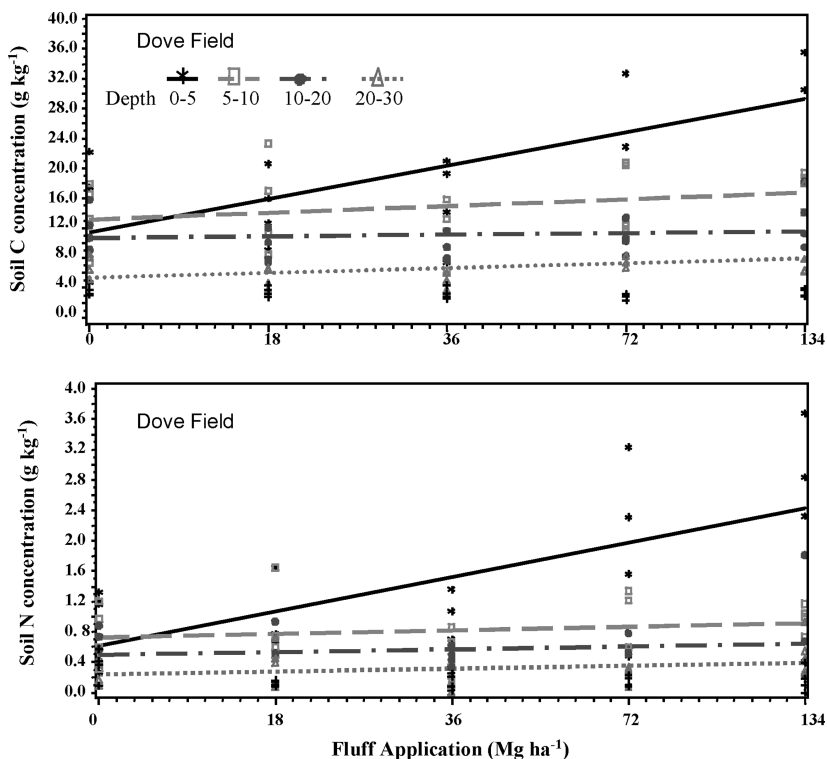 Dove Field
Depth 0-5 5-10 10-20 20-30
Soil C concentration (g kg⁻¹)
40.0
36.0
32.0
28.0
24.0
20.0
16.0
12.0
8.0
4.0
0.0
0 18 36 72 134
Dove Field
Soil N concentration (g kg⁻¹)
4.0
3.6
3.2
2.8
2.4
2.0
1.6
1.2
0.8
0.4
0.0
0 18 36 72 134
Fluff Application (Mg ha⁻¹)